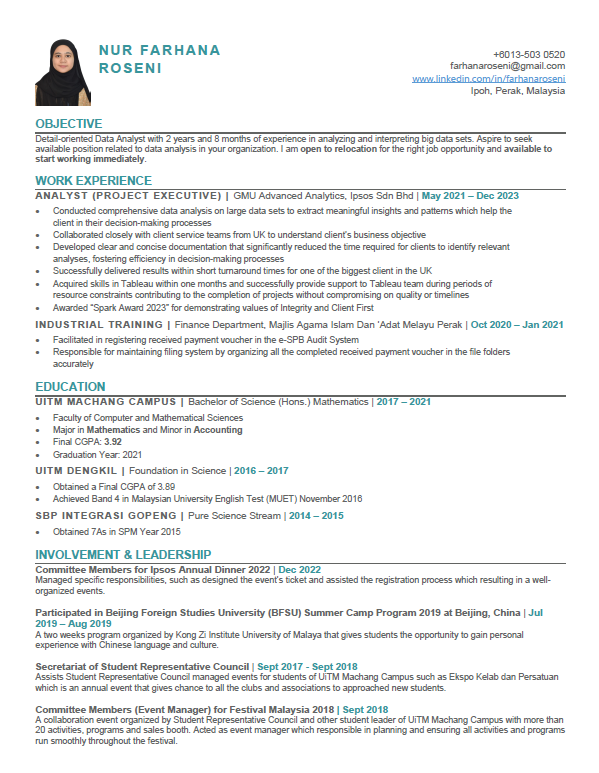 NUR FARHANA
ROSENI
+6013-503 0520
farhanaroseni@gmail.com
www.linkedin.com/in/farhanaroseni
Ipoh, Perak, Malaysia
OBJECTIVE
Detail-oriented Data Analyst with 2 years and 8 months of experience in analyzing and interpreting big data sets. Aspire to seek
available position related to data analysis in your organization. I am open to relocation for the right job opportunity and available to
start working immediately.
WORK EXPERIENCE
ANALYST (PROJECT EXECUTIVE) | GMU Advanced Analytics, Ipsos Sdn Bhd | May 2021 – Dec 2023
• Conducted comprehensive data analysis on large data sets to extract meaningful insights and patterns which help the
client in their decision-making processes
• Collaborated closely with client service teams from UK to understand client's business objective
• Developed clear and concise documentation that significantly reduced the time required for clients to identify relevant
analyses, fostering efficiency in decision-making processes
• Successfully delivered results within short turnaround times for one of the biggest client in the UK
• Acquired skills in Tableau within one months and successfully provide support to Tableau team during periods of
resource constraints contributing to the completion of projects without compromising on quality or timelines
• Awarded “Spark Award 2023” for demonstrating values of Integrity and Client First
INDUSTRIAL TRAINING | Finance Department, Majlis Agama Islam Dan 'Adat Melayu Perak | Oct 2020 – Jan 2021
• Facilitated in registering received payment voucher in the e-SPB Audit System
• Responsible for maintaining filing system by organizing all the completed received payment voucher in the file folders
accurately
EDUCATION
UITM MACHANG CAMPUS | Bachelor of Science (Hons.) Mathematics | 2017 – 2021
• Faculty of Computer and Mathematical Sciences
• Major in Mathematics and Minor in Accounting
• Final CGPA: 3.92
• Graduation Year: 2021
UITM DENGKIL | Foundation in Science | 2016 – 2017
• Obtained a Final CGPA of 3.89
• Achieved Band 4 in Malaysian University English Test (MUET) November 2016
SBP INTEGRASI GOPENG | Pure Science Stream | 2014 – 2015
• Obtained 7As in SPM Year 2015
INVOLVEMENT & LEADERSHIP
Committee Members for Ipsos Annual Dinner 2022 | Dec 2022
Managed specific responsibilities, such as designed the event's ticket and assisted the registration process which resulting in a well-
organized events.
Participated in Beijing Foreign Studies University (BFSU) Summer Camp Program 2019 at Beijing, China | Jul
2019 – Aug 2019
A two weeks program organized by Kong Zi Institute University of Malaya that gives students the opportunity to gain personal
experience with Chinese language and culture.
Secretariat of Student Representative Council | Sept 2017 - Sept 2018
Assists Student Representative Council managed events for students of UiTM Machang Campus such as Ekspo Kelab dan Persatuan
which is an annual event that gives chance to all the clubs and associations to approached new students.
Committee Members (Event Manager) for Festival Malaysia 2018 | Sept 2018
A collaboration event organized by Student Representative Council and other student leader of UiTM Machang Campus with more than
20 activities, programs and sales booth. Acted as event manager which responsible in planning and ensuring all activities and programs
run smoothly throughout the festival.